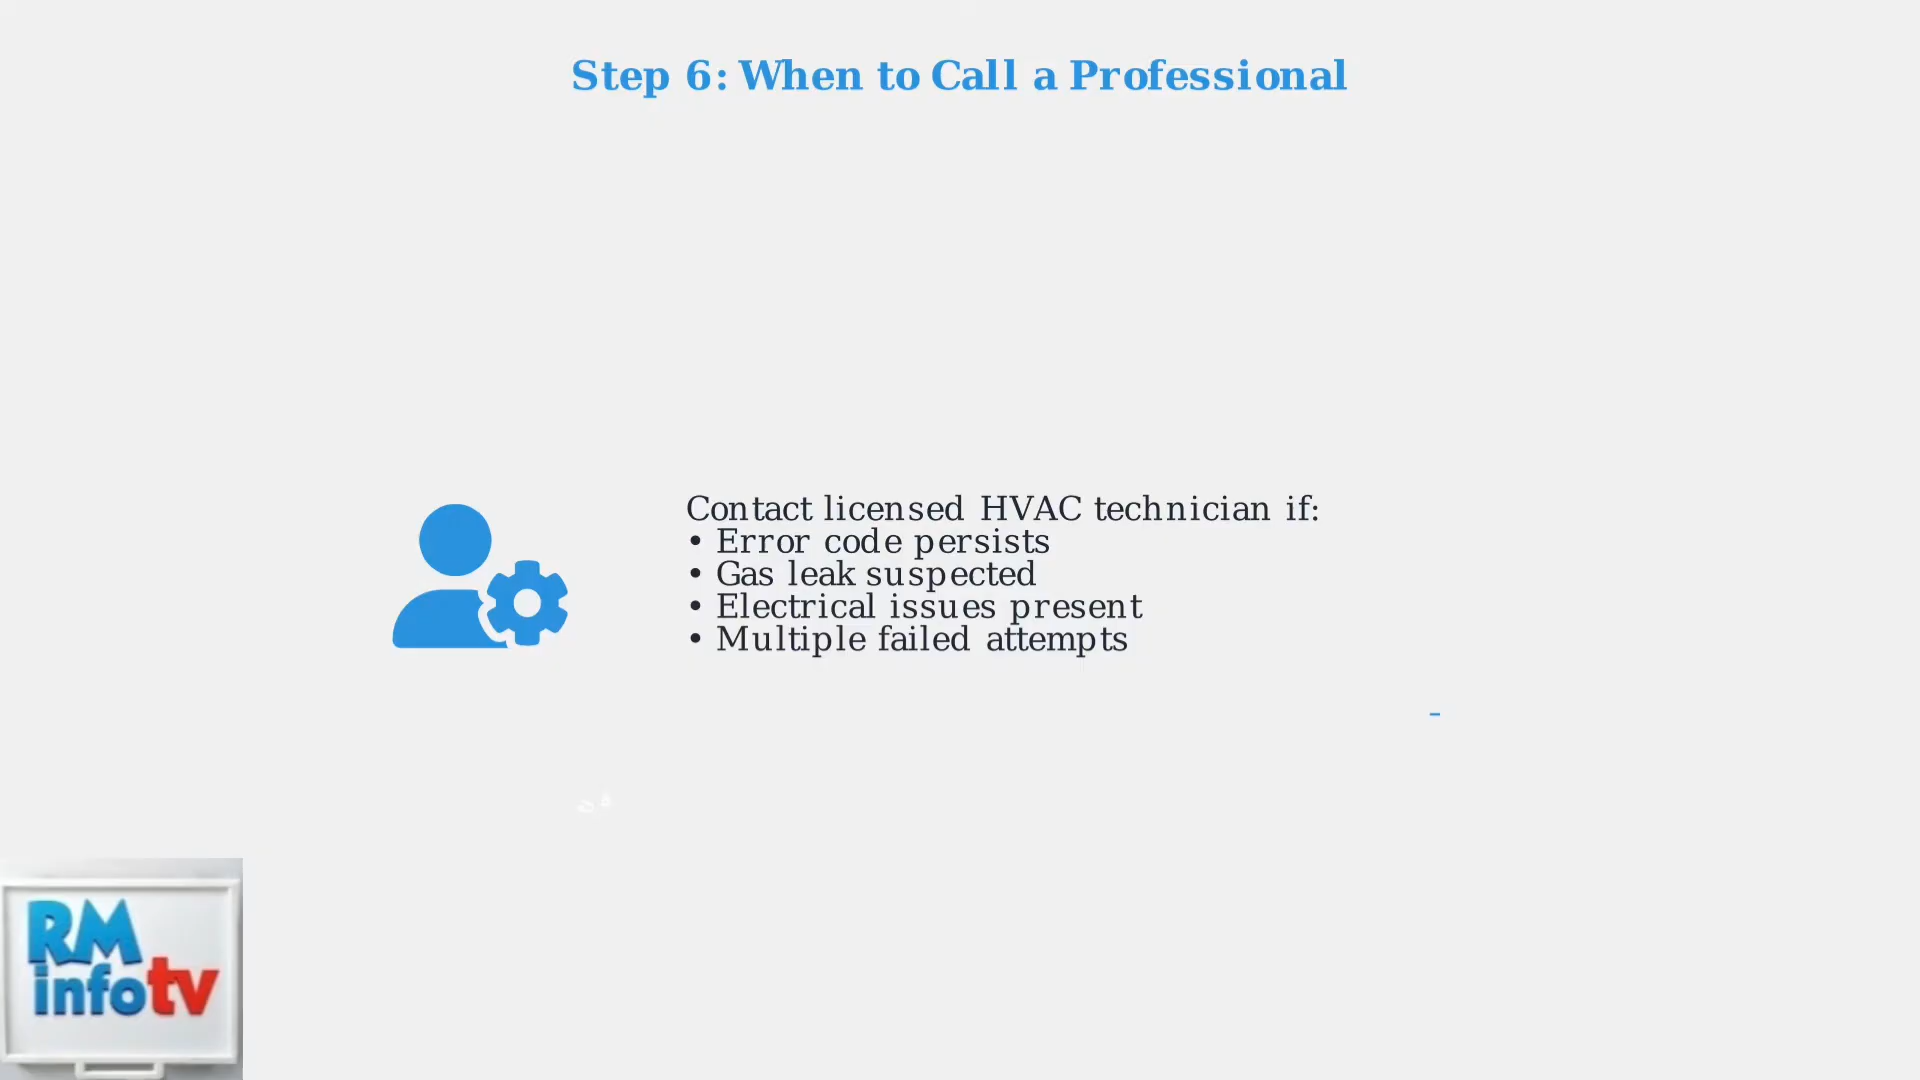 Step 6: When to Call a Professional
Contact licensed HVAC technician if:
• Error code persists
• Gas leak suspected
• Electrical issues present
• Multiple failed attempts
RM
infotv